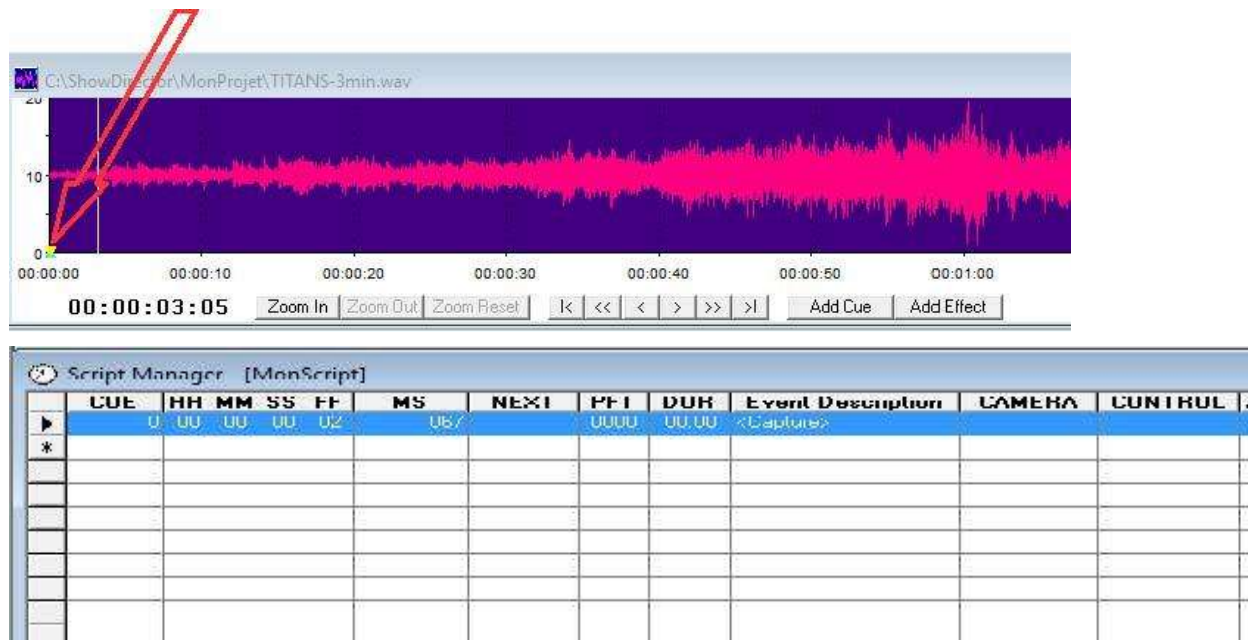 C:\ShowDirector\MonProjet\TITANS-3min.wav
20
10
0
00:00:00 00:00:10 00:00:20 00:00:30 00:00:40 00:00:50 00:01:00
00:00:03:05 Zoom In Zoom Out Zoom Reset |< << < > >> >| Add Cue Add Effect
Script Manager [MonScript]
CUE HH MM SS FF MS NEXT PFT DUR Event Description CAMERA CONTROL
0 00 00 00 02 067 0000 00.00 <Capture>
*